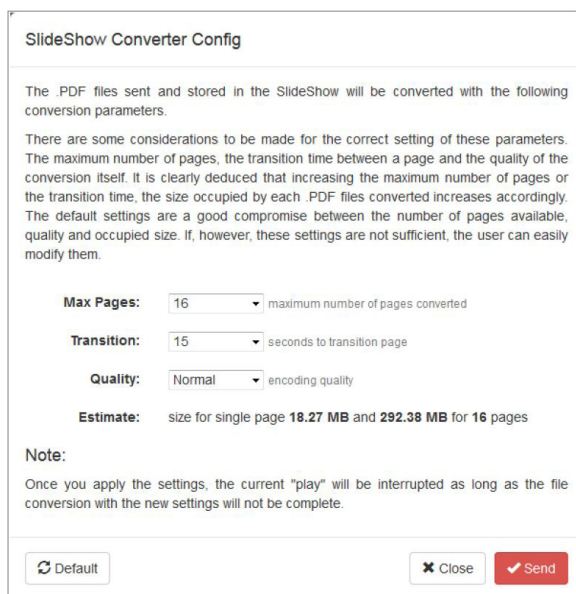 SlideShow Converter Config
The .PDF files sent and stored in the SlideShow will be converted with the following
conversion parameters.
There are some considerations to be made for the correct setting of these parameters.
The maximum number of pages, the transition time between a page and the quality of the
conversion itself. It is clearly deduced that increasing the maximum number of pages or
the transition time, the size occupied by each .PDF files converted increases accordingly.
The default settings are a good compromise between the number of pages available,
quality and occupied size. If, however, these settings are not sufficient, the user can easily
modify them.
Max Pages: 16 maximum number of pages converted
Transition: 15 seconds to transition page
Quality: Normal encoding quality
Estimate: size for single page 18.27 MB and 292.38 MB for 16 pages
Note:
Once you apply the settings, the current "play" will be interrupted as long as the file
conversion with the new settings will not be complete.
Default Close Send